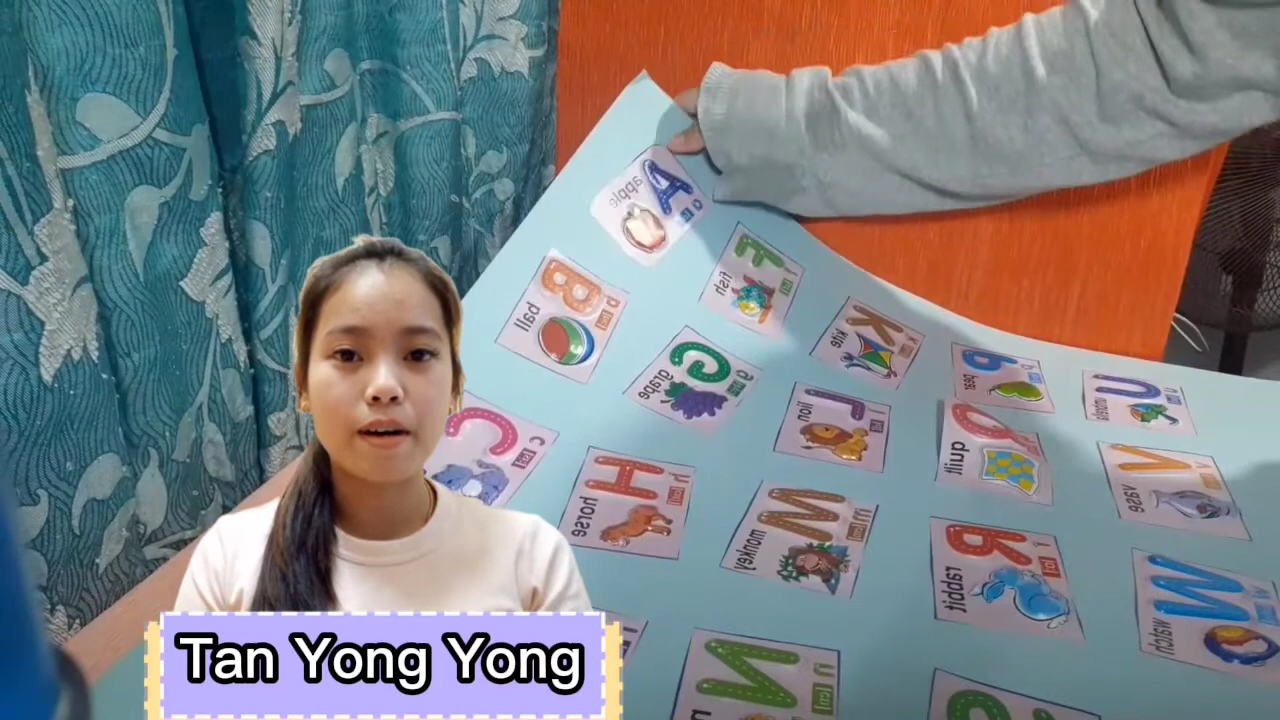 A
apple
B
ball
C
F
fish
G
grape
H
horse
K
kite
L
lion
M
monkey
N
P
pear
Q
quilt
R
rabbit
U
umbrella
V
vase
W
watch
Tan Yong Yong